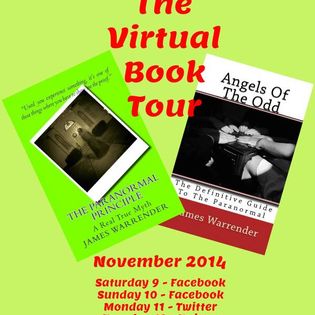 The
Virtual
Book
Tour
THE PARANORMAL
PRINCIPLE
A Real True Myth
JAMES WARRENDER
Angels Of
The Odd
The Definitive Guide
To The Paranormal
James Warrender
November 2014
Saturday 9 - Facebook
Sunday 10 - Facebook
Monday 11 - Twitter